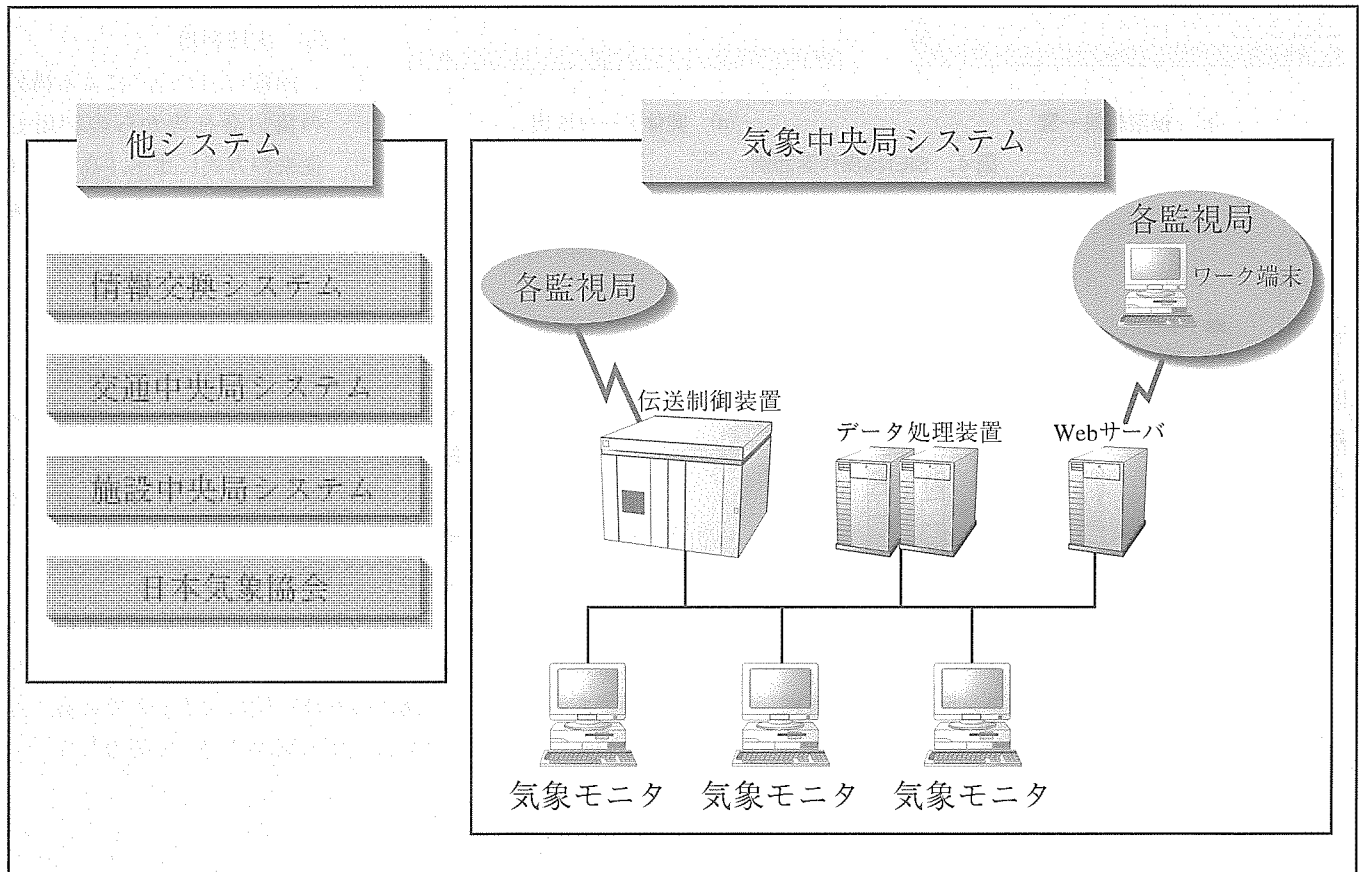 他システム
情報交換システム
交通中央局システム
施設中央局システム
日本気象協会
気象中央局システム
各監視局
各監視局
ワーク端末
伝送制御装置
データ処理装置
Webサーバ
気象モニタ
気象モニタ
気象モニタ